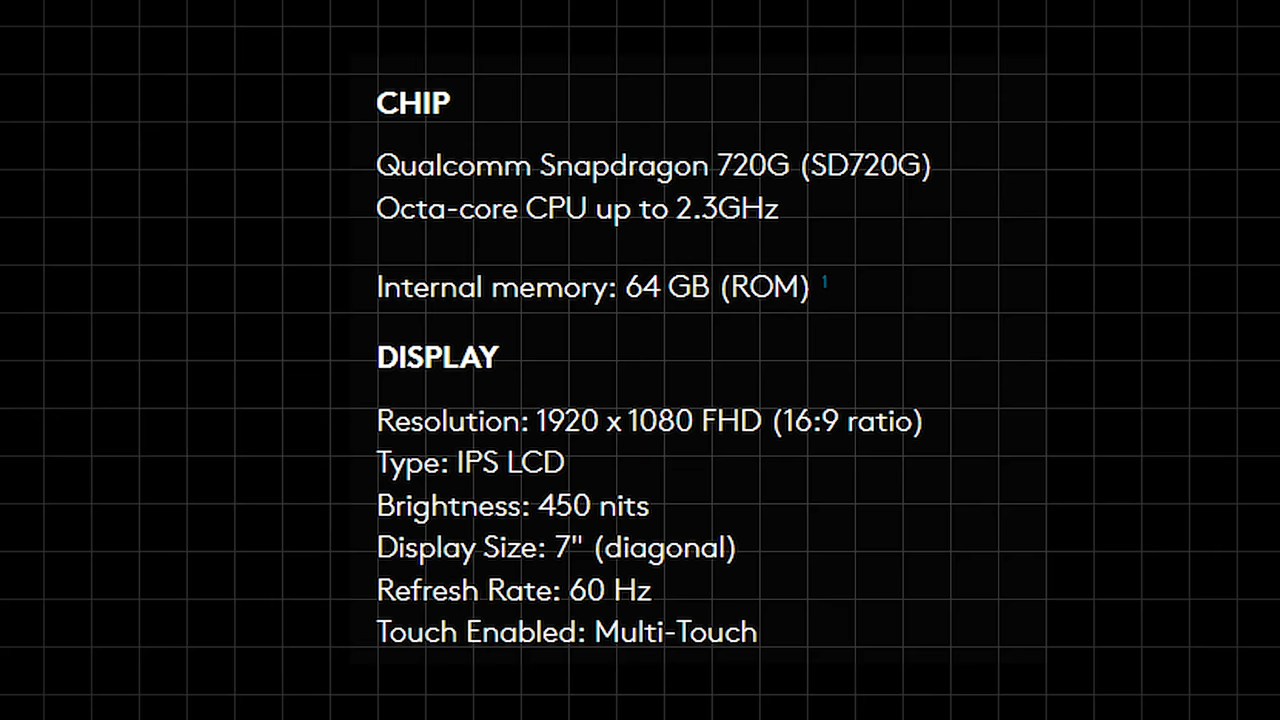 CHIP
Qualcomm Snapdragon 720G (SD720G)
Octa-core CPU up to 2.3GHz
Internal memory: 64 GB (ROM) 1
DISPLAY
Resolution: 1920 x 1080 FHD (16:9 ratio)
Type: IPS LCD
Brightness: 450 nits
Display Size: 7" (diagonal)
Refresh Rate: 60 Hz
Touch Enabled: Multi-Touch